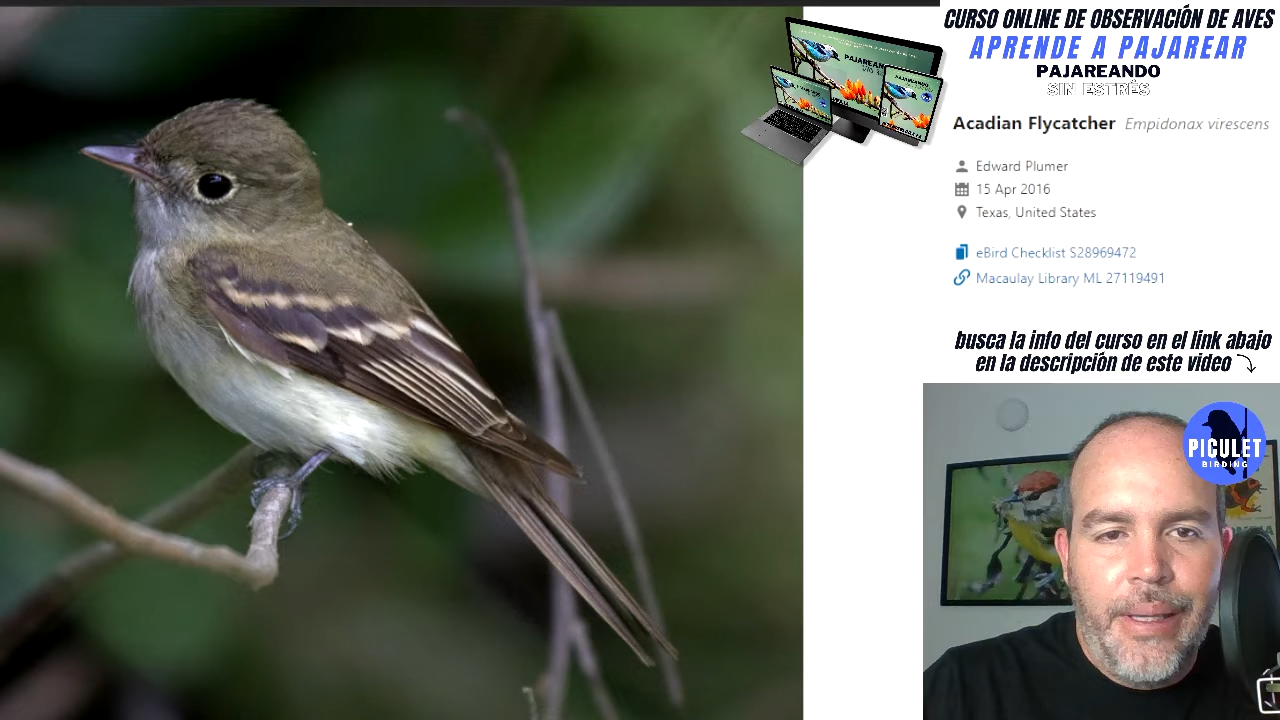 CURSO ONLINE DE OBSERVACIÓN DE AVES
APRENDE A PAJAREAR
PAJAREANDO
SIN ESTRÉS
Acadian Flycatcher Empidonax virescens
Edward Plumer
15 Apr 2016
Texas, United States
eBird Checklist S28969472
Macaulay Library ML 27119491
busca la info del curso en el link abajo
en la descripción de este video
PICULET
BIRDING